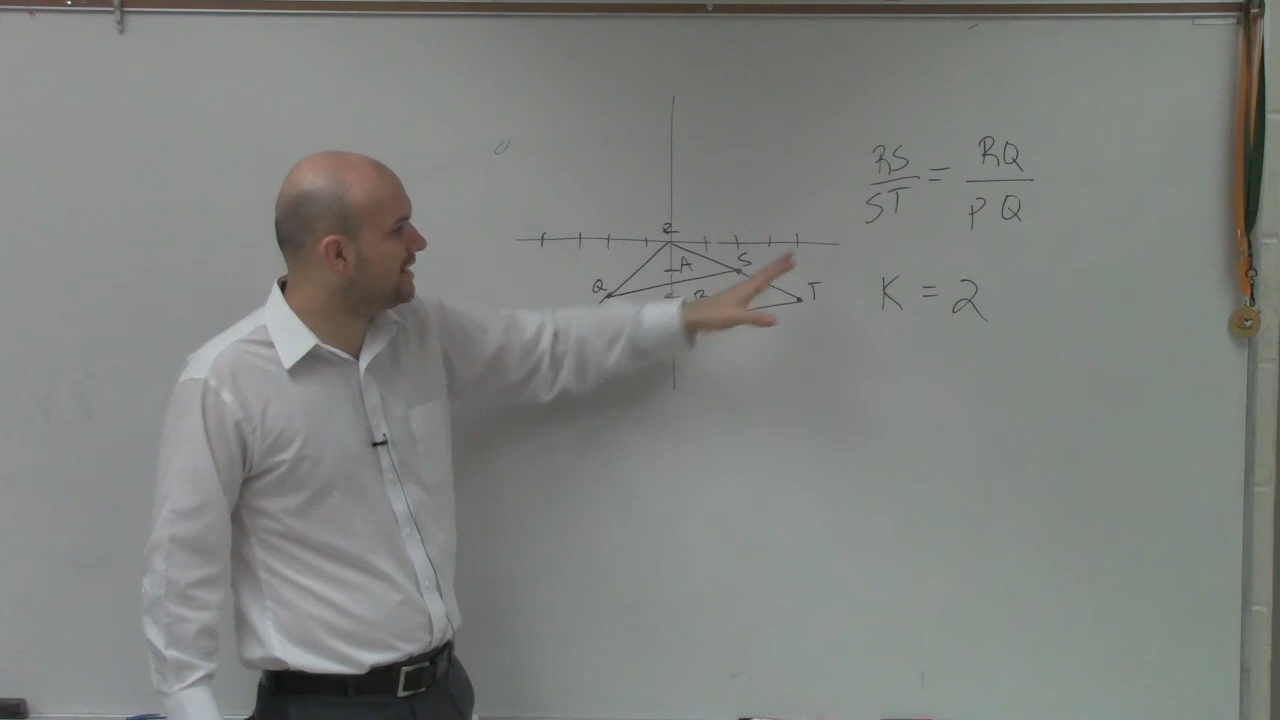 RS/ST = RQ/PQ
K = 2
R
A
S
Q
B
T